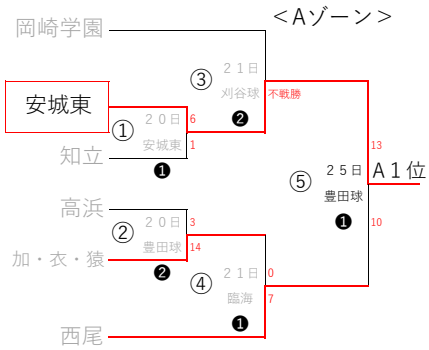 <Aゾーン>
岡崎学園
③
21日
刈谷球
不戦勝
❷
安城東
①
20日
安城東
6
1
❶
知立
13
⑤
25日
豊田球
❶
A1位
10
高浜
②
20日
豊田球
3
14
❷
加・衣・猿
④
21日
臨海
0
7
❶
西尾